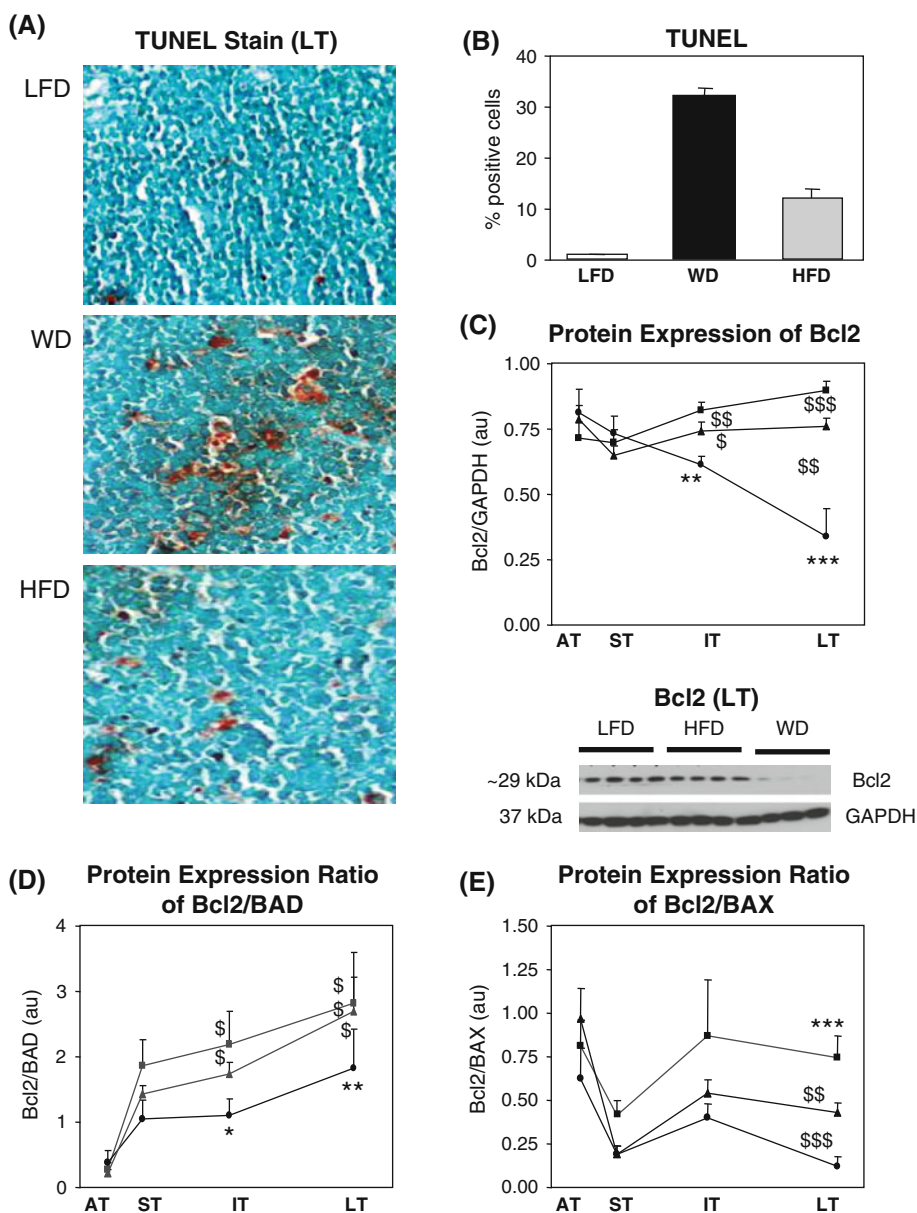 (A)
TUNEL Stain (LT)
LFD
WD
HFD
(B)
TUNEL
% positive cells
40
30
20
10
0
LFD WD HFD
(C)
Protein Expression of Bcl2
Bcl2/GAPDH (au)
1.00
0.75
0.50
0.25
0.00
$$$
$$
$
$$
**
***
AT ST IT LT
Bcl2 (LT)
LFD HFD WD
~29 kDa Bcl2
37 kDa GAPDH
(D)
Protein Expression Ratio
of Bcl2/BAD
Bcl2/BAD (au)
4
3
2
1
0
$
$
$
$
$
*
**
AT ST IT LT
(E)
Protein Expression Ratio
of Bcl2/BAX
Bcl2/BAX (au)
1.50
1.25
1.00
0.75
0.50
0.25
0.00
***
$$
$$$
AT ST IT LT